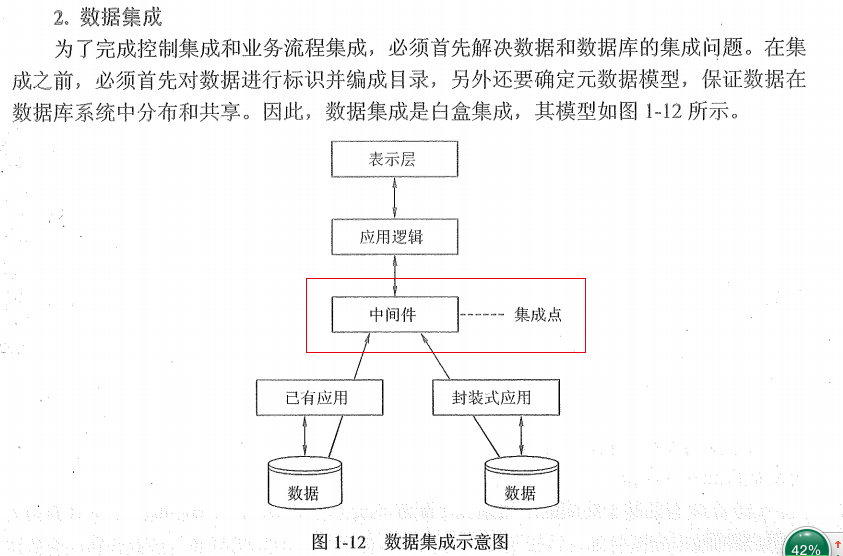 2. 数据集成
为了完成控制集成和业务流程集成，必须首先解决数据和数据库的集成问题。在集
成之前，必须首先对数据进行标识并编成目录，另外还要确定元数据模型，保证数据在
数据库系统中分布和共享。因此，数据集成是白盒集成，其模型如图 1-12 所示。
表示层
应用逻辑
中间件
集成点
已有应用
封装式应用
数据
数据
图 1-12 数据集成示意图
42%